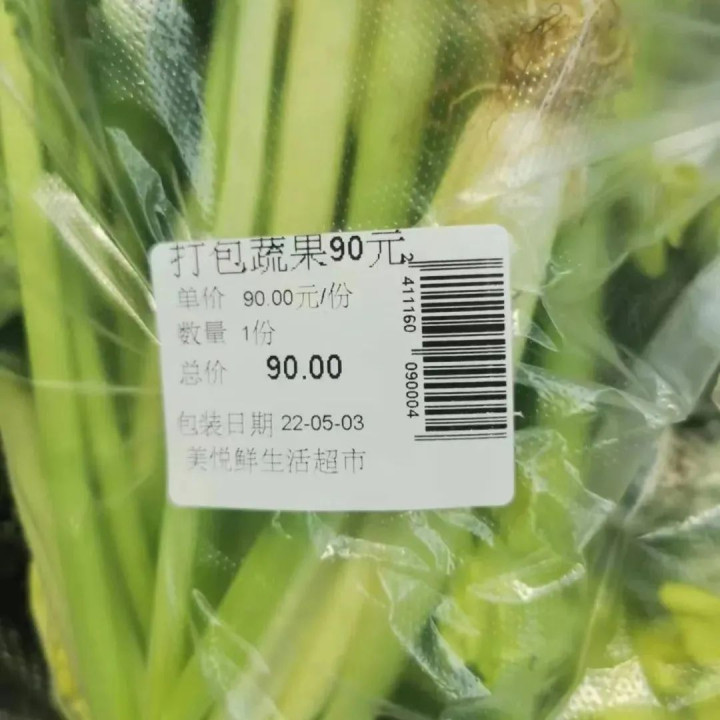 打包蔬果90元
单价 90.00元/份
数量 1份
总价 90.00
包装日期 22-05-03
美悦鲜生活超市
2 411160 090004